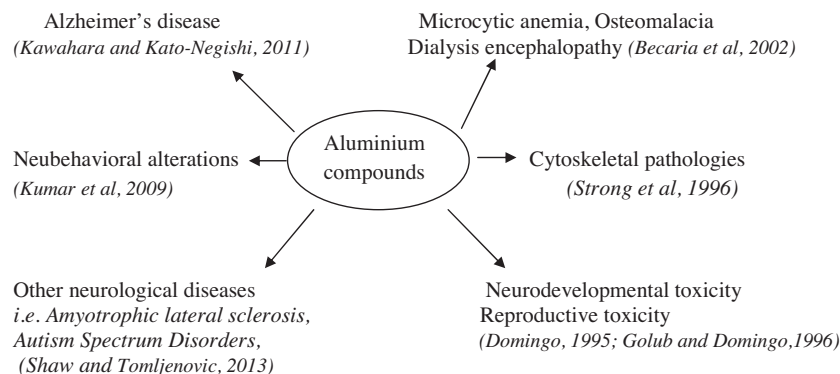 Alzheimer's disease
(Kawahara and Kato-Negishi, 2011)
Microcytic anemia, Osteomalacia
Dialysis encephalopathy (Becaria et al, 2002)
Aluminium
compounds
Neubehavioral alterations
(Kumar et al, 2009)
Cytoskeletal pathologies
(Strong et al, 1996)
Other neurological diseases
i.e. Amyotrophic lateral sclerosis,
Autism Spectrum Disorders,
(Shaw and Tomljenovic, 2013)
Neurodevelopmental toxicity
Reproductive toxicity
(Domingo, 1995; Golub and Domingo,1996)